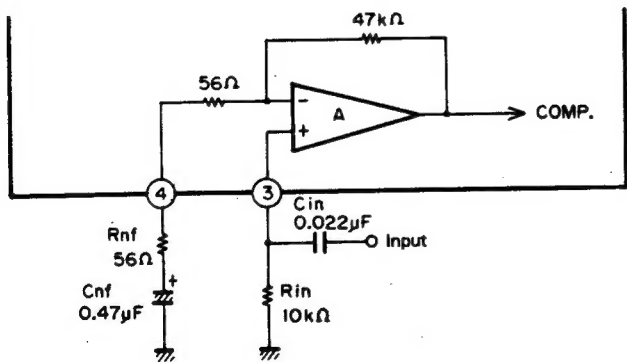 47kΩ
56Ω
−
A
+
COMP.
4
3
Cin
0.022μF
Input
Rnf
56Ω
+
Cnf
0.47μF
Rin
10kΩ